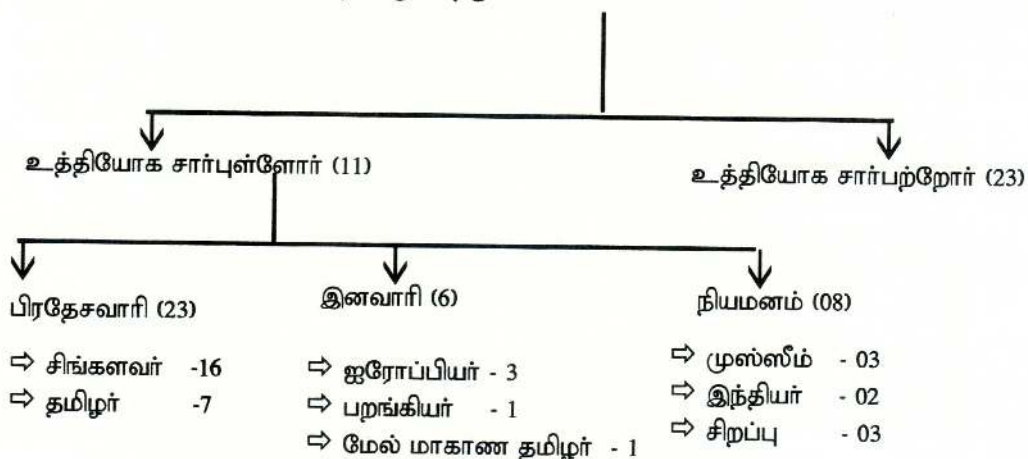 உத்தியோக சார்புள்ளோர் (11)
உத்தியோக சார்பற்றோர் (23)
பிரதேசவாரி (23)
⇨ சிங்களவர் -16
⇨ தமிழர் -7
இனவாரி (6)
⇨ ஐரோப்பியர் - 3
⇨ பறங்கியர் - 1
⇨ மேல் மாகாண தமிழர் - 1
நியமனம் (08)
⇨ முஸ்லீம் - 03
⇨ இந்தியர் - 02
⇨ சிறப்பு - 03